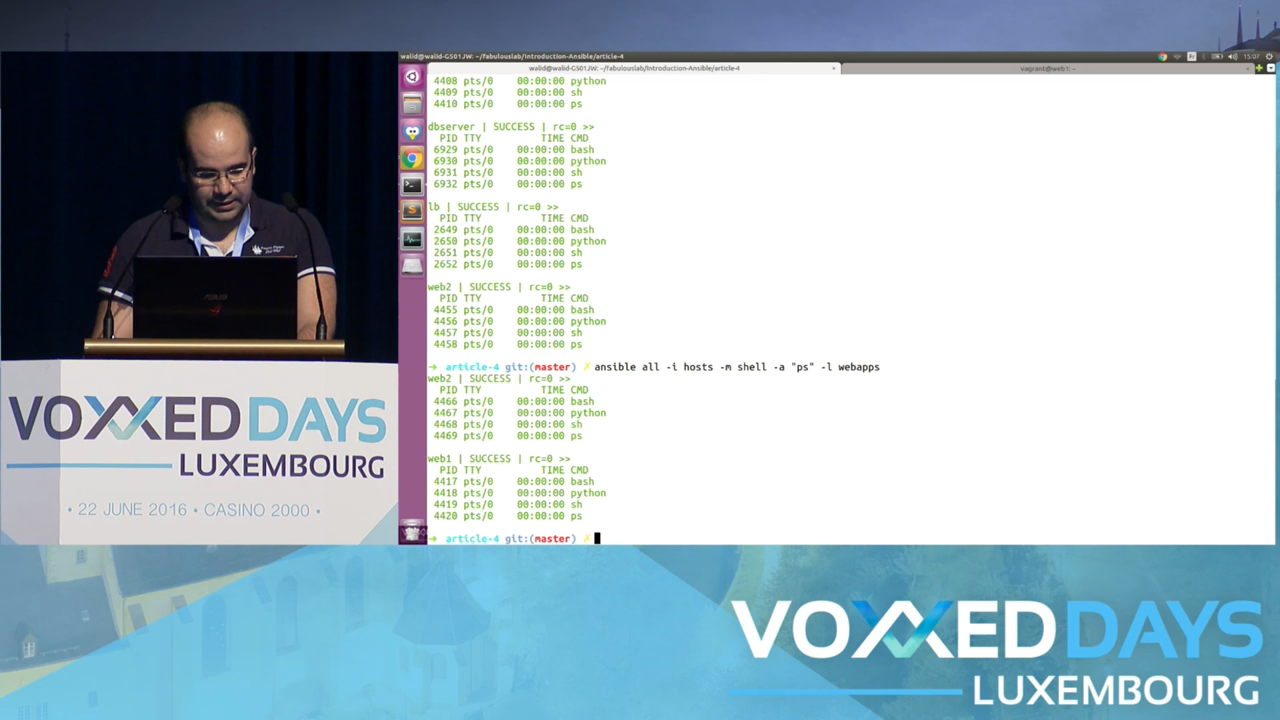 walid@walid-GS01JW: ~/fabulouslab/Introduction-Ansible/article-4
15:07
walid@walid-GS01JW: ~/fabulouslab/Introduction-Ansible/article-4
vagrant@web1: ~
4408 pts/0 00:00:00 python
4409 pts/0 00:00:00 sh
4410 pts/0 00:00:00 ps
dbserver | SUCCESS | rc=0 >>
PID TTY TIME CMD
6929 pts/0 00:00:00 bash
6930 pts/0 00:00:00 python
6931 pts/0 00:00:00 sh
6932 pts/0 00:00:00 ps
lb | SUCCESS | rc=0 >>
PID TTY TIME CMD
2649 pts/0 00:00:00 bash
2650 pts/0 00:00:00 python
2651 pts/0 00:00:00 sh
2652 pts/0 00:00:00 ps
web2 | SUCCESS | rc=0 >>
PID TTY TIME CMD
4455 pts/0 00:00:00 bash
4456 pts/0 00:00:00 python
4457 pts/0 00:00:00 sh
4458 pts/0 00:00:00 ps
➜ article-4 git:(master) ✗ ansible all -i hosts -m shell -a "ps" -l webapps
web2 | SUCCESS | rc=0 >>
PID TTY TIME CMD
4466 pts/0 00:00:00 bash
4467 pts/0 00:00:00 python
4468 pts/0 00:00:00 sh
4469 pts/0 00:00:00 ps
web1 | SUCCESS | rc=0 >>
PID TTY TIME CMD
4417 pts/0 00:00:00 bash
4418 pts/0 00:00:00 python
4419 pts/0 00:00:00 sh
4420 pts/0 00:00:00 ps
➜ article-4 git:(master) ✗
VOXXED DAYS
LUXEMBOURG
• 22 JUNE 2016 • CASINO 2000 •
VOXXED DAYS
LUXEMBOURG